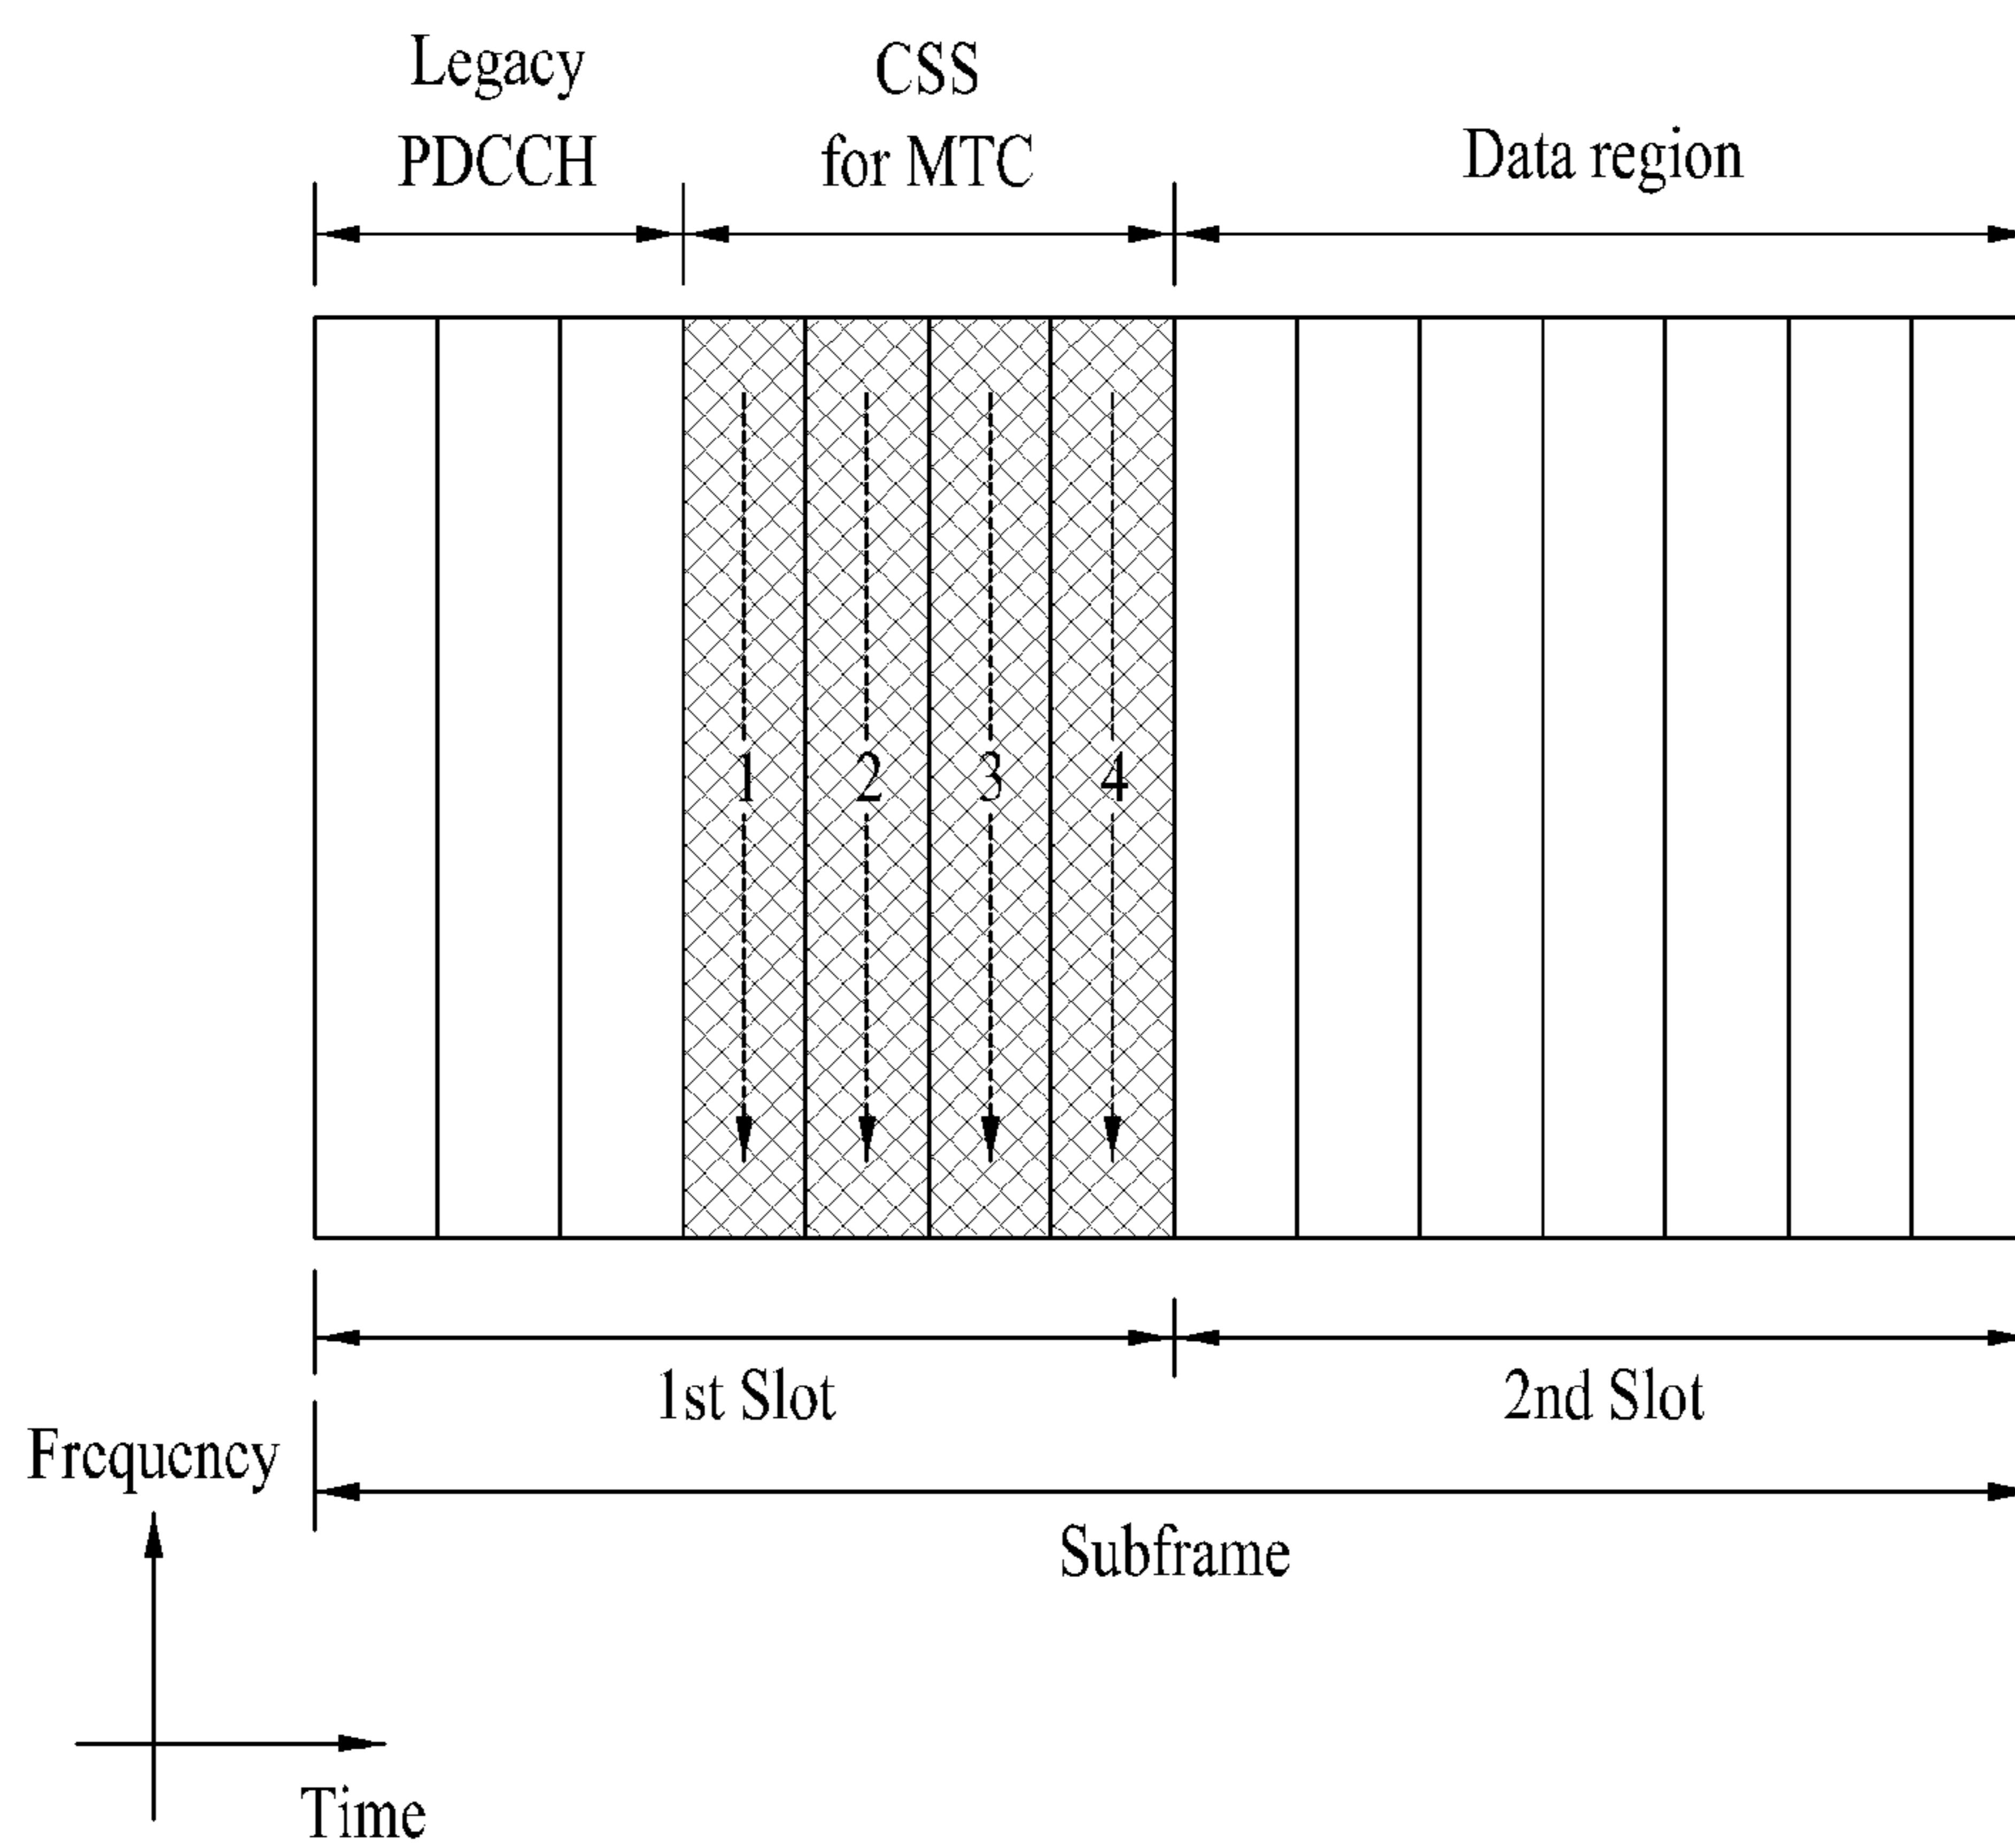 Legacy
PDCCH
CSS
for MTC
Data region
1
2
3
4
1st Slot
2nd Slot
Frequency
Subframe
Time